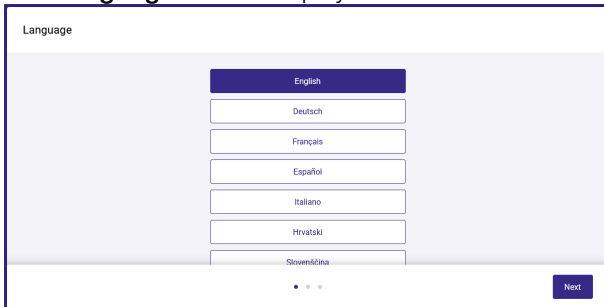 Language
English
Deutsch
Français
Español
Italiano
Hrvatski
Slovenščina
Next